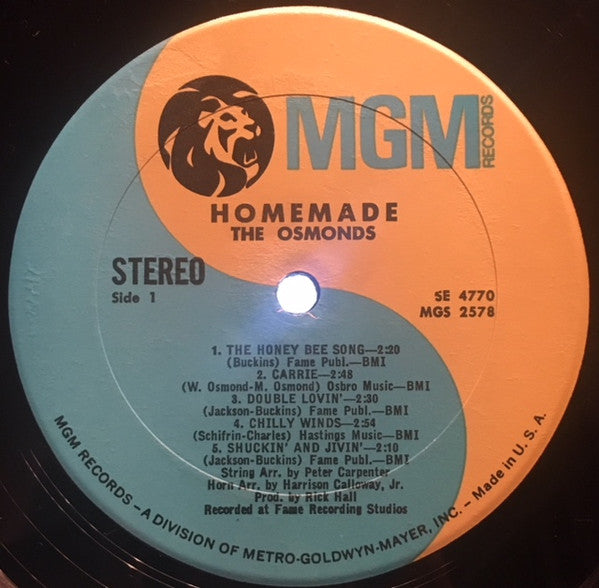 MGM
RECORDS
HOMEMADE
THE OSMONDS
STEREO
Side 1
SE 4770
MGS 2578
1. THE HONEY BEE SONG—2:20
(Buckins) Fame Publ.—BMI
2. CARRIE—2:48
(W. Osmond-M. Osmond) Osbro Music—BMI
3. DOUBLE LOVIN'—2:30
(Jackson-Buckins) Fame Publ.—BMI
4. CHILLY WINDS—2:54
(Schifrin-Charles) Hastings Music—BMI
5. SHUCKIN' AND JIVIN'—2:10
(Jackson-Buckins) Fame Publ.—BMI
String Arr. by Peter Carpenter
Horn Arr. by Harrison Calloway, Jr.
Prod. by Rick Hall
Recorded at Fame Recording Studios
MGM RECORDS—A DIVISION OF METRO-GOLDWYN-MAYER, INC.—Made in U.S.A.